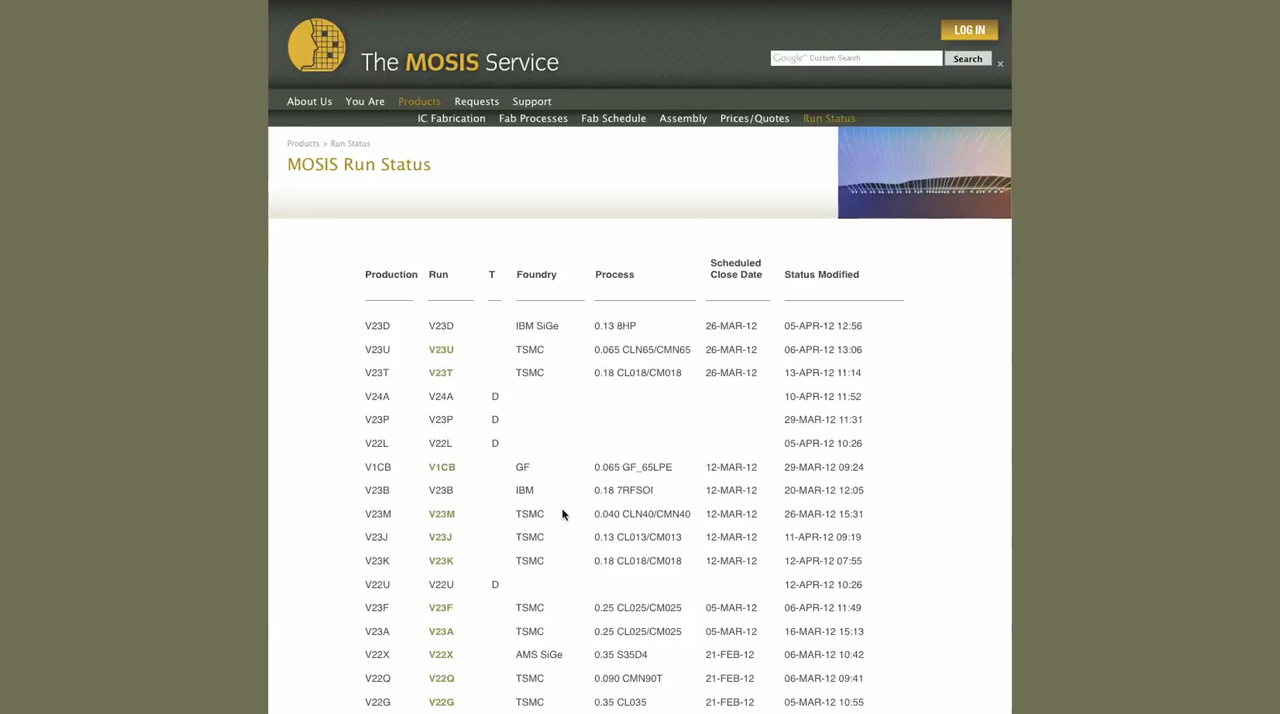 LOG IN
The MOSIS Service
Google™ Custom Search
Search
x
About Us You Are Products Requests Support
IC Fabrication Fab Processes Fab Schedule Assembly Prices/Quotes Run Status
Products > Run Status
MOSIS Run Status
Scheduled
Production Run T Foundry Process Close Date Status Modified
V23D V23D IBM SiGe 0.13 8HP 26-MAR-12 05-APR-12 12:56
V23U V23U TSMC 0.065 CLN65/CMN65 26-MAR-12 06-APR-12 13:06
V23T V23T TSMC 0.18 CL018/CM018 26-MAR-12 13-APR-12 11:14
V24A V24A D 10-APR-12 11:52
V23P V23P D 29-MAR-12 11:31
V22L V22L D 05-APR-12 10:26
V1CB V1CB GF 0.065 GF_65LPE 12-MAR-12 29-MAR-12 09:24
V23B V23B IBM 0.18 7RFSOI 12-MAR-12 20-MAR-12 12:05
V23M V23M TSMC 0.040 CLN40/CMN40 12-MAR-12 26-MAR-12 15:31
V23J V23J TSMC 0.13 CL013/CM013 12-MAR-12 11-APR-12 09:19
V23K V23K TSMC 0.18 CL018/CM018 12-MAR-12 12-APR-12 07:55
V22U V22U D 12-APR-12 10:26
V23F V23F TSMC 0.25 CL025/CM025 05-MAR-12 06-APR-12 11:49
V23A V23A TSMC 0.25 CL025/CM025 05-MAR-12 16-MAR-12 15:13
V22X V22X AMS SiGe 0.35 S35D4 21-FEB-12 06-MAR-12 10:42
V22Q V22Q TSMC 0.090 CMN90T 21-FEB-12 06-MAR-12 09:41
V22G V22G TSMC 0.35 CL035 21-FEB-12 05-MAR-12 10:55